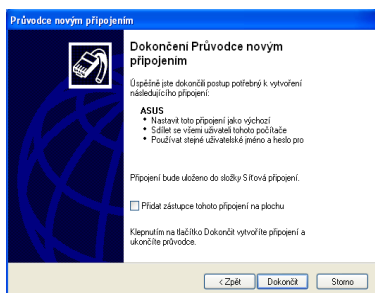 Průvodce novým připojením
Dokončení Průvodce novým
připojením
Úspěšně jste dokončili postup potřebný k vytvoření
následujícího připojení:
ASUS
• Nastavit toto připojení jako výchozí
• Sdílet se všemi uživateli tohoto počítače
• Používat stejné uživatelské jméno a heslo pro
Připojení bude uloženo do složky Síťová připojení.
Přidat zástupce tohoto připojení na plochu
Klepnutím na tlačítko Dokončit vytvoříte připojení a
ukončíte průvodce.
< Zpět Dokončit Storno